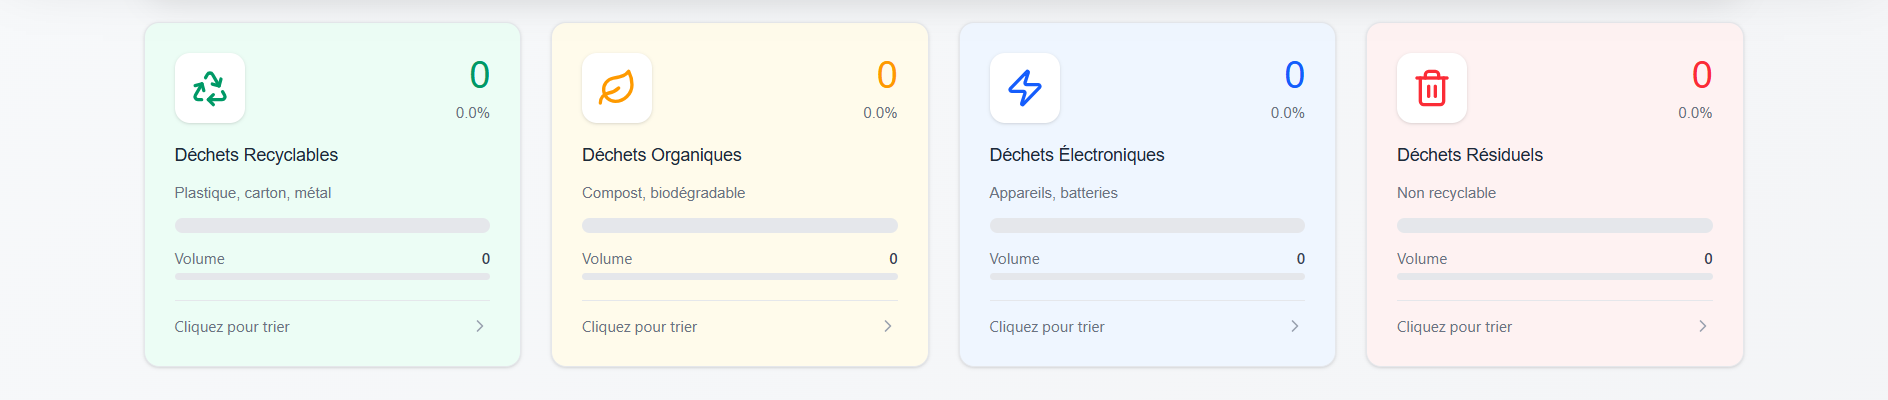 0
0.0%
Déchets Recyclables
Plastique, carton, métal
Volume 0
Cliquez pour trier
0
0.0%
Déchets Organiques
Compost, biodégradable
Volume 0
Cliquez pour trier
0
0.0%
Déchets Électroniques
Appareils, batteries
Volume 0
Cliquez pour trier
0
0.0%
Déchets Résiduels
Non recyclable
Volume 0
Cliquez pour trier